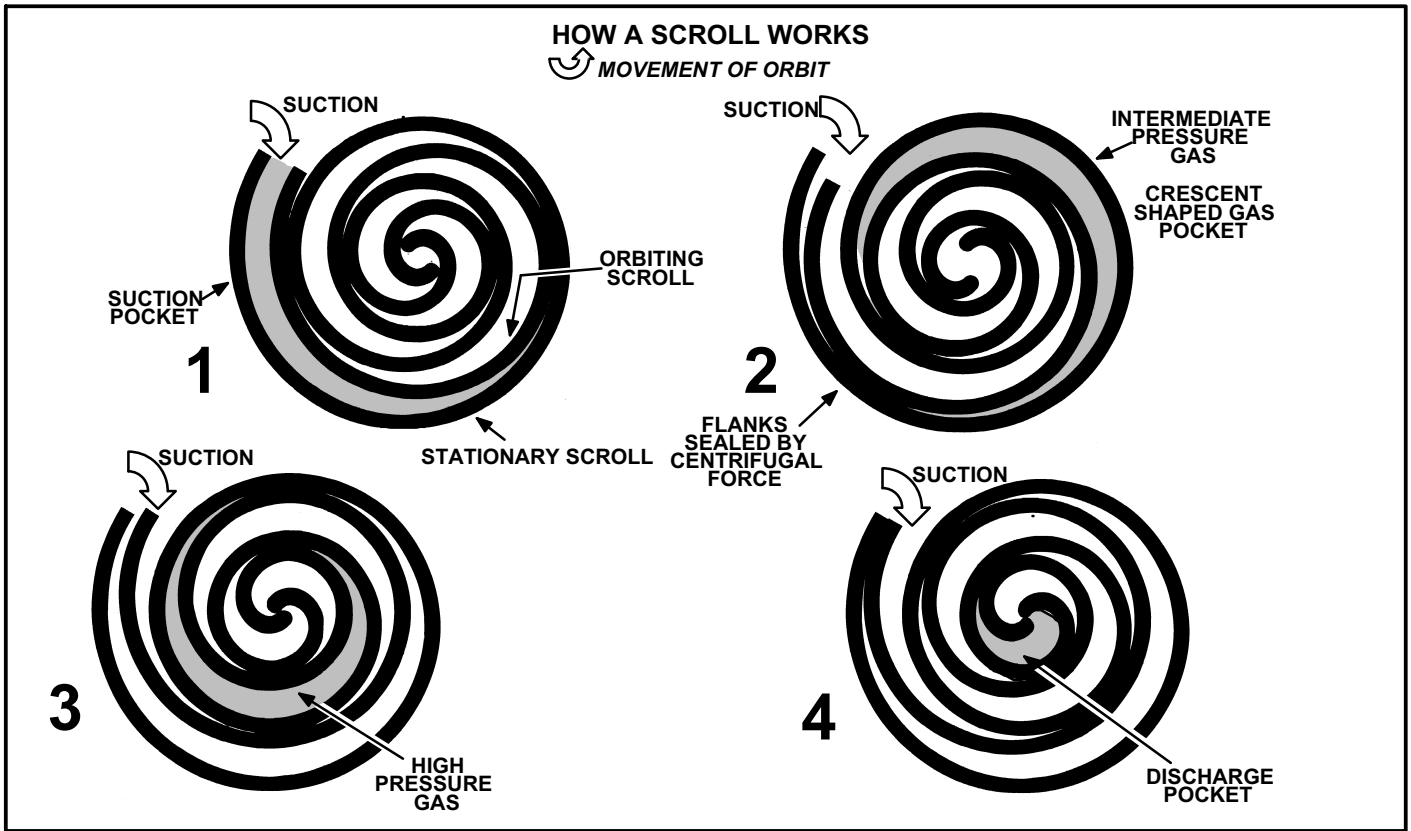 HOW A SCROLL WORKS
MOVEMENT OF ORBIT
SUCTION
SUCTION
POCKET
1
ORBITING
SCROLL
STATIONARY SCROLL
SUCTION
INTERMEDIATE
PRESSURE
GAS
CRESCENT
SHAPED GAS
POCKET
2
FLANKS
SEALED BY
CENTRIFUGAL
FORCE
SUCTION
3
HIGH
PRESSURE
GAS
SUCTION
4
DISCHARGE
POCKET